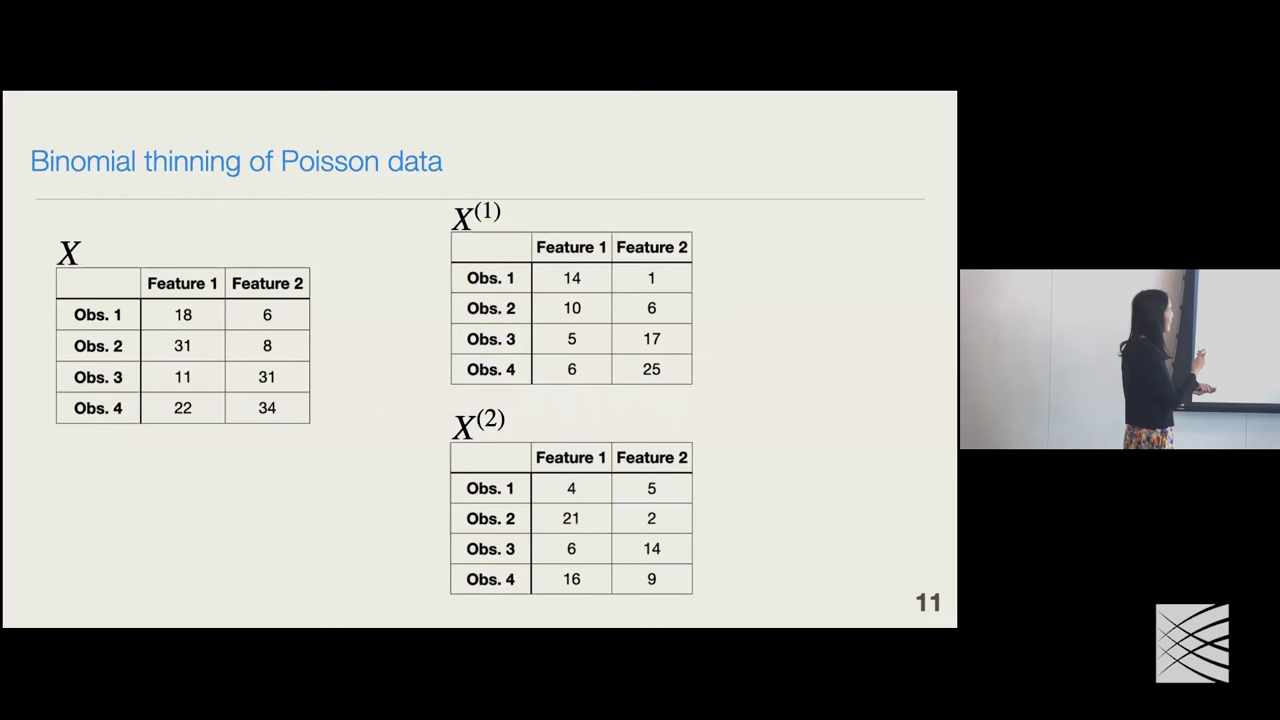 Binomial thinning of Poisson data
X
Feature 1 Feature 2
Obs. 1 18 6
Obs. 2 31 8
Obs. 3 11 31
Obs. 4 22 34
X(1)
Feature 1 Feature 2
Obs. 1 14 1
Obs. 2 10 6
Obs. 3 5 17
Obs. 4 6 25
X(2)
Feature 1 Feature 2
Obs. 1 4 5
Obs. 2 21 2
Obs. 3 6 14
Obs. 4 16 9
11